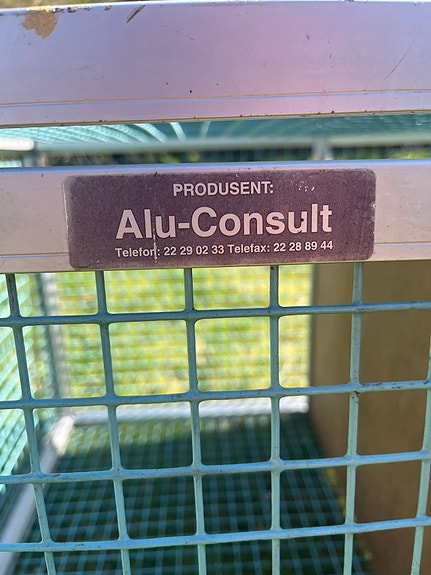 PRODUSENT:
Alu-Consult
Telefon: 22 29 02 33 Telefax: 22 28 89 44